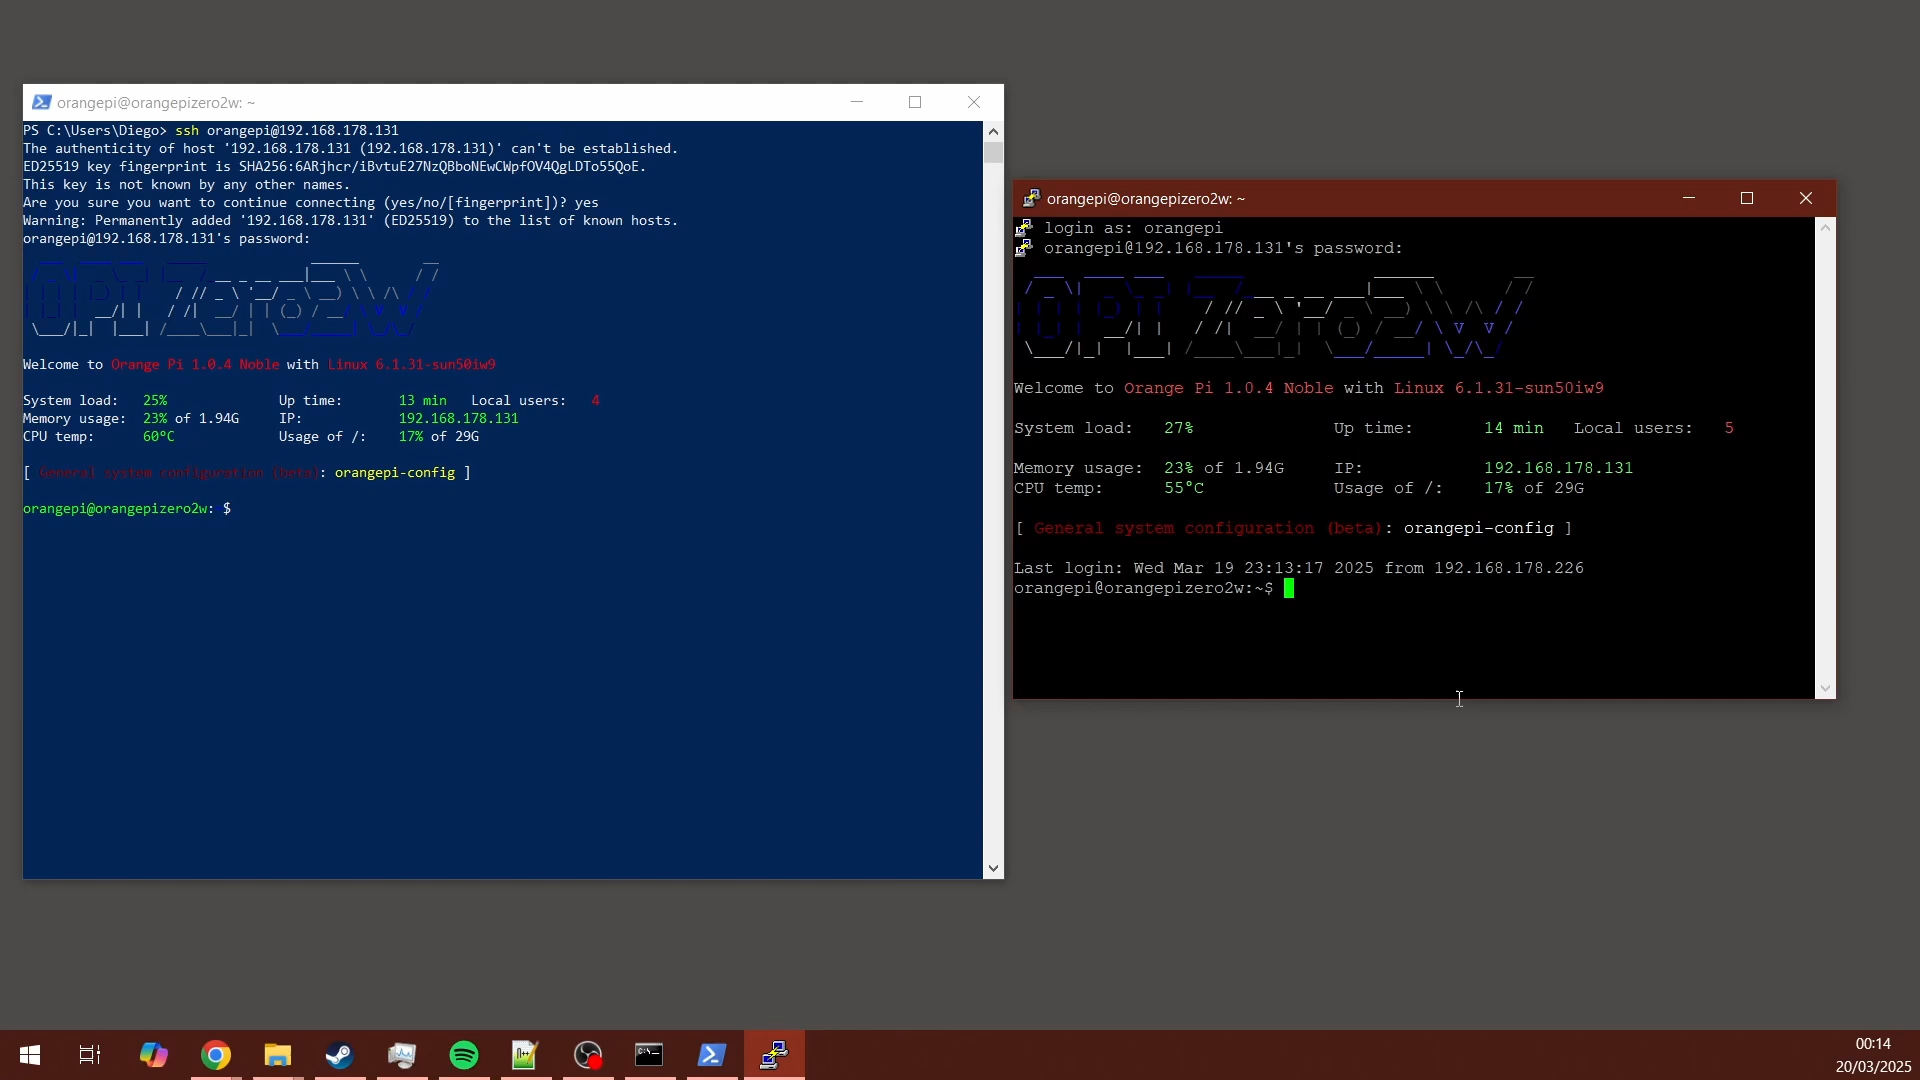 orangepi@orangepizero2w: ~
PS C:\Users\Diego> ssh orangepi@192.168.178.131
The authenticity of host '192.168.178.131 (192.168.178.131)' can't be established.
ED25519 key fingerprint is SHA256:6ARjhcr/iBvtuE27NzQBboNEwCWpfOV4QgLDTo55QoE.
This key is not known by any other names.
Are you sure you want to continue connecting (yes/no/[fingerprint])? yes
Warning: Permanently added '192.168.178.131' (ED25519) to the list of known hosts.
orangepi@192.168.178.131's password:
OPI Zero2W
Welcome to Orange Pi 1.0.4 Noble with Linux 6.1.31-sun50iw9
System load: 25% Up time: 13 min Local users: 4
Memory usage: 23% of 1.94G IP: 192.168.178.131
CPU temp: 60°C Usage of /: 17% of 29G
[ General system configuration (beta): orangepi-config ]
orangepi@orangepizero2w: $
orangepi@orangepizero2w: ~
login as: orangepi
orangepi@192.168.178.131's password:
OPI Zero2W
Welcome to Orange Pi 1.0.4 Noble with Linux 6.1.31-sun50iw9
System load: 27% Up time: 14 min Local users: 5
Memory usage: 23% of 1.94G IP: 192.168.178.131
CPU temp: 55°C Usage of /: 17% of 29G
[ General system configuration (beta): orangepi-config ]
Last login: Wed Mar 19 23:13:17 2025 from 192.168.178.226
orangepi@orangepizero2w:~$
00:14
20/03/2025